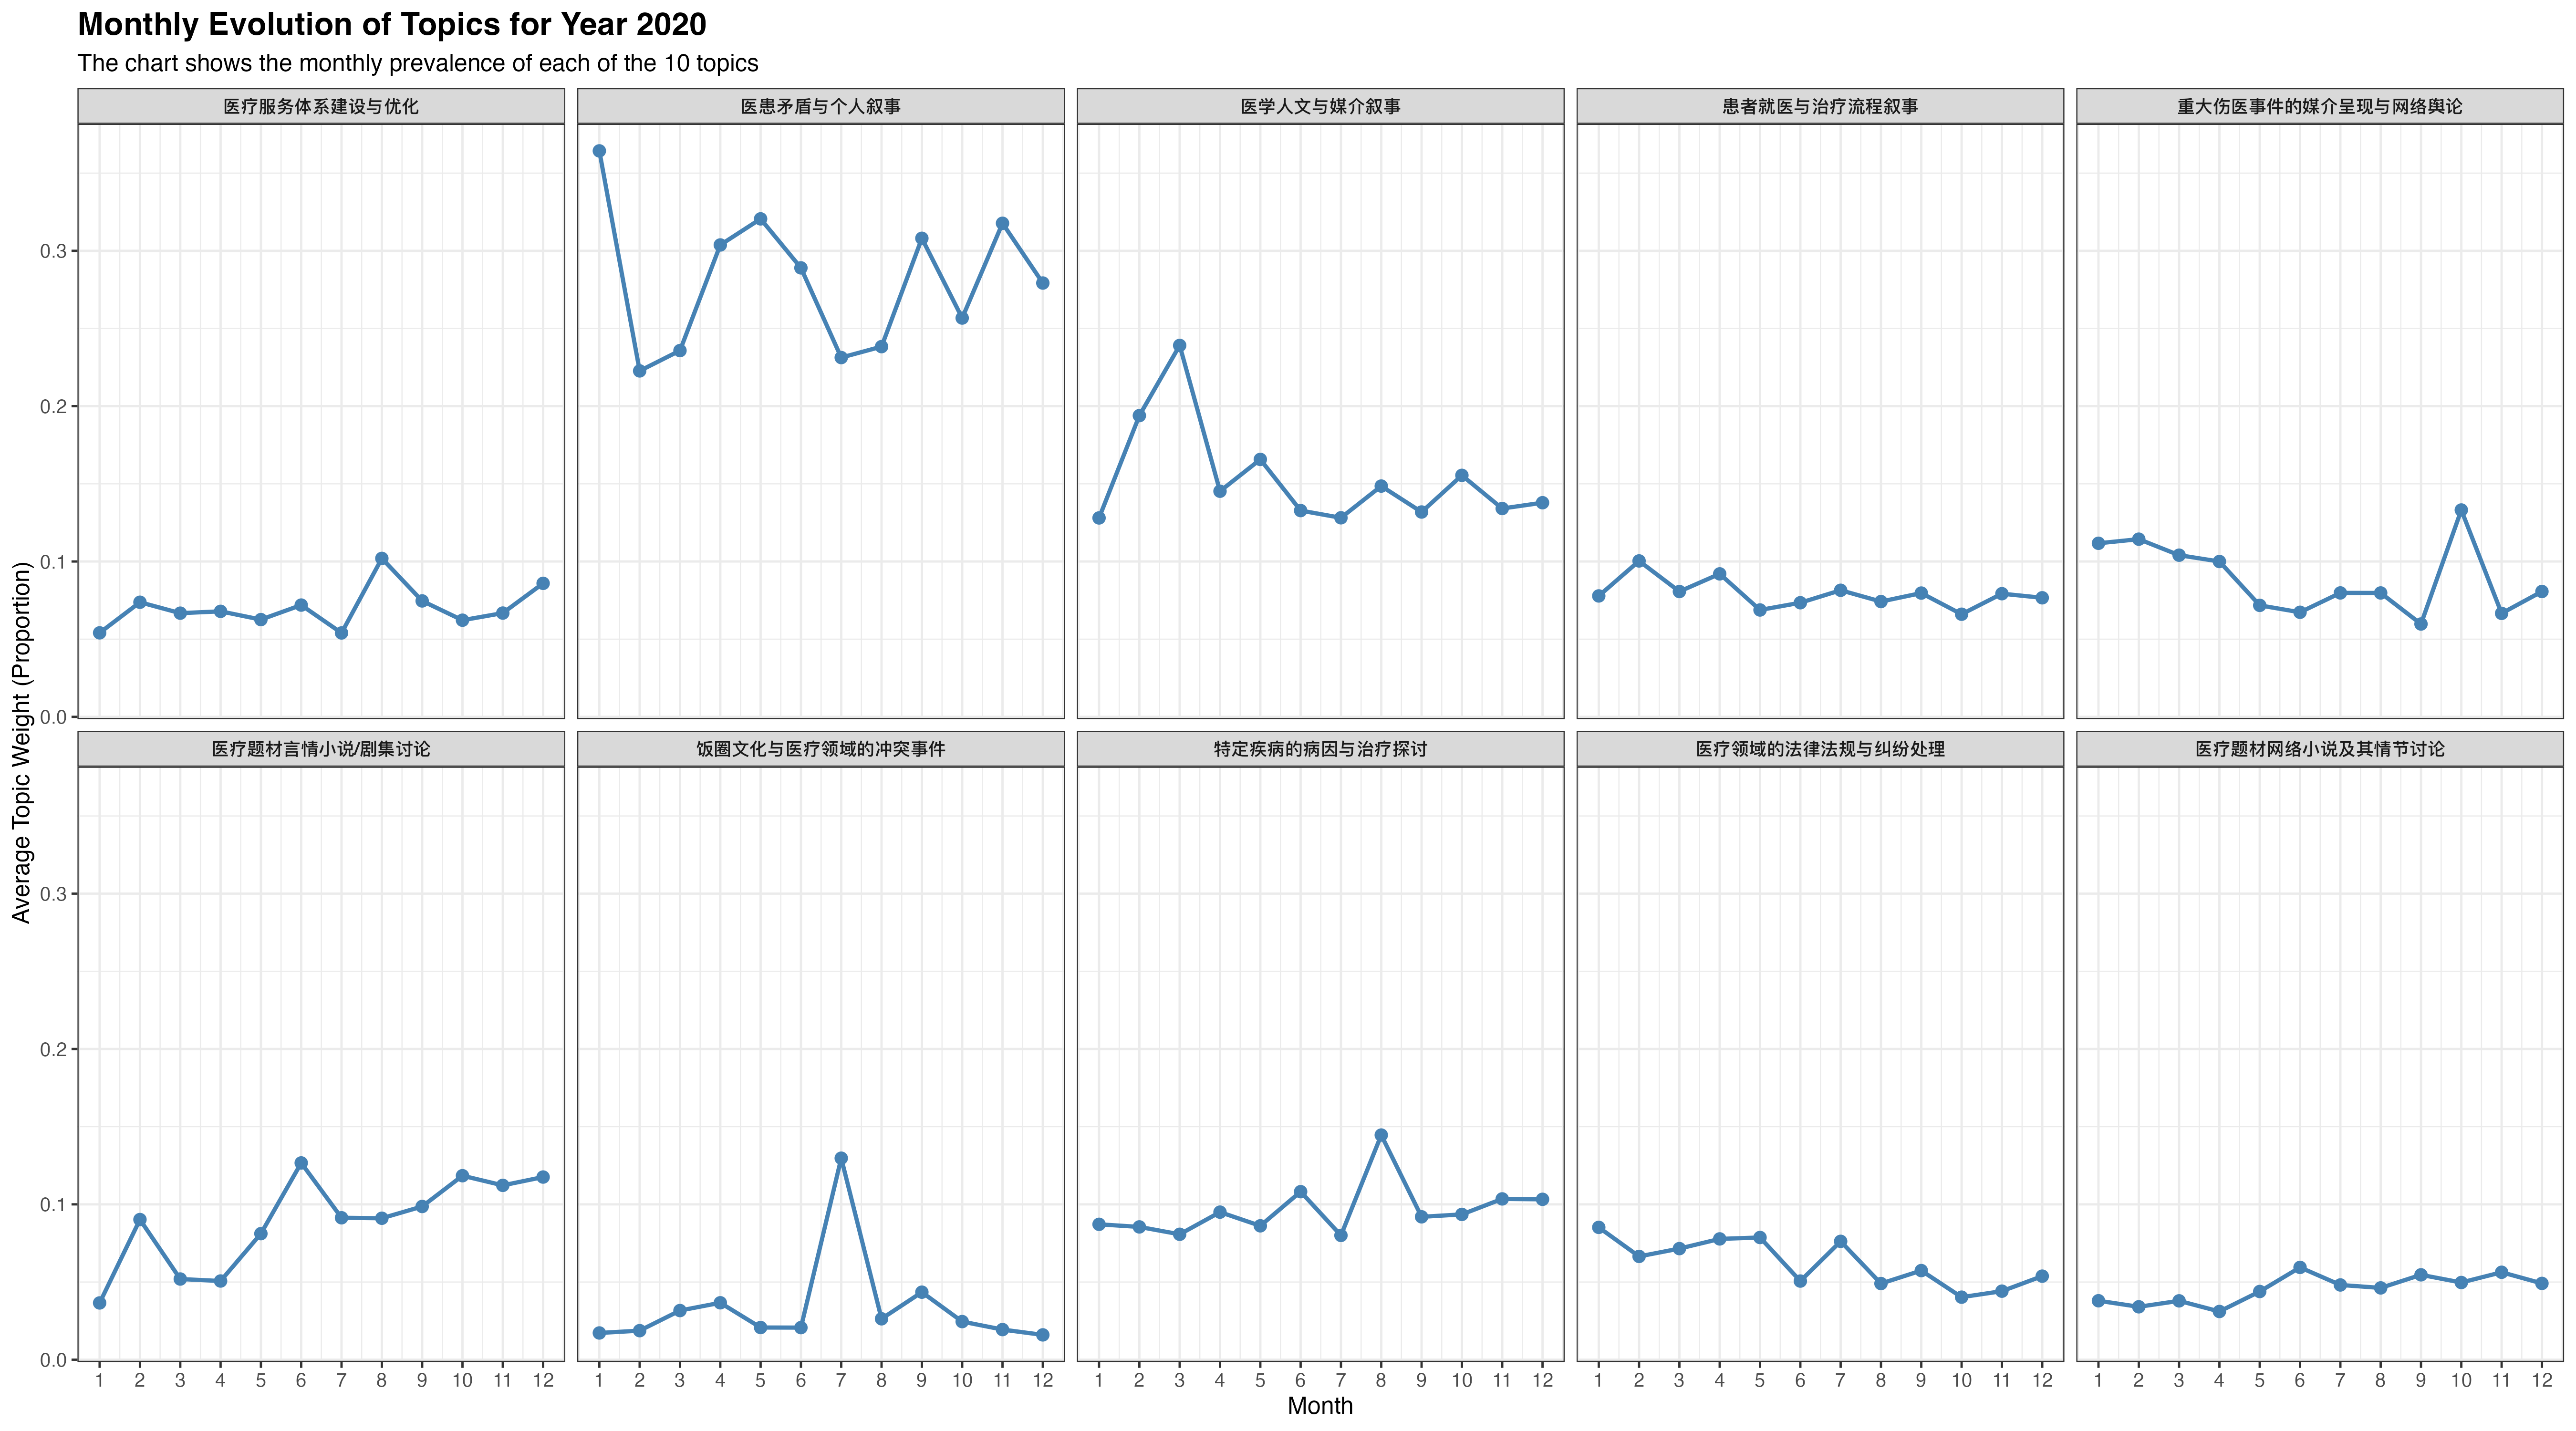 Monthly Evolution of Topics for Year 2020
The chart shows the monthly prevalence of each of the 10 topics
医疗服务体系建设与优化
医患矛盾与个人叙事
医学人文与媒介叙事
患者就医与治疗流程叙事
重大伤医事件的媒介呈现与网络舆论
0.3
0.2
0.1
0.0
Average Topic Weight (Proportion)
医疗题材言情小说/剧集讨论
饭圈文化与医疗领域的冲突事件
特定疾病的病因与治疗探讨
医疗领域的法律法规与纠纷处理
医疗题材网络小说及其情节讨论
0.3
0.2
0.1
0.0
1 2 3 4 5 6 7 8 9 10 11 12
1 2 3 4 5 6 7 8 9 10 11 12
1 2 3 4 5 6 7 8 9 10 11 12
1 2 3 4 5 6 7 8 9 10 11 12
1 2 3 4 5 6 7 8 9 10 11 12
Month